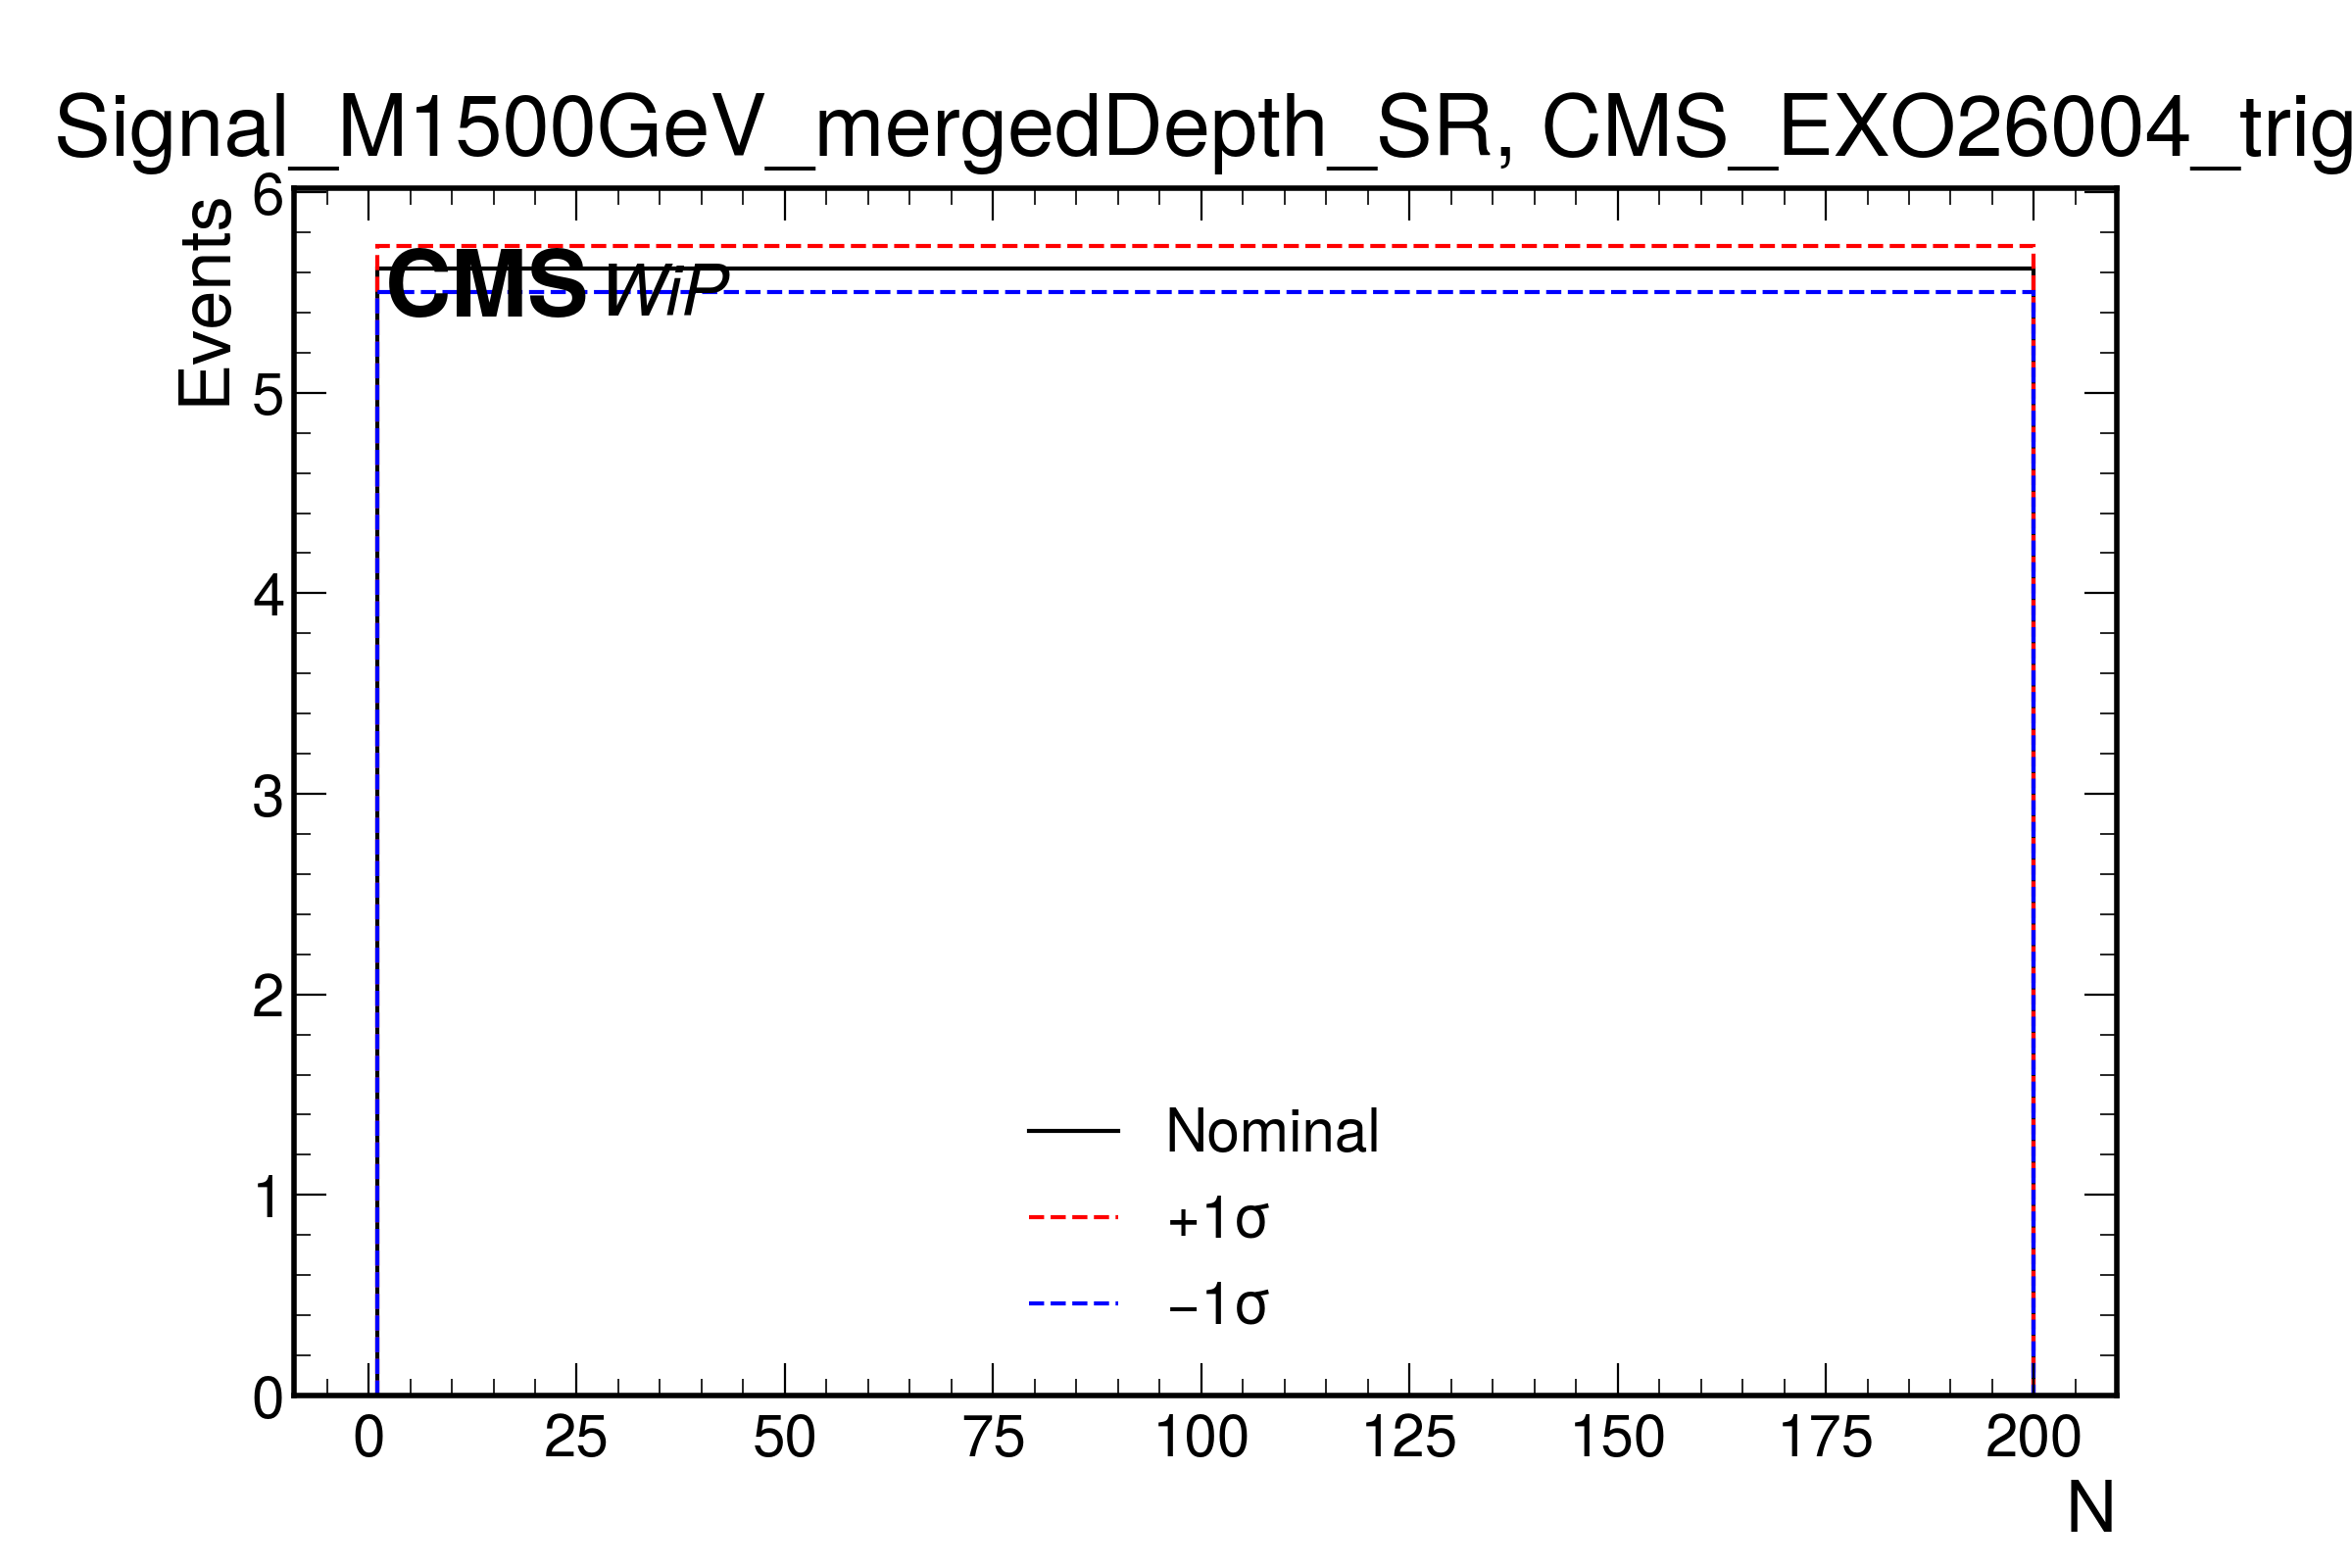 Signal_M1500GeV_mergedDepth_SR, CMS_EXO26004_trig
Events
CMS WiP
6
5
4
3
2
1
0
Nominal
+1σ
−1σ
0 25 50 75 100 125 150 175 200
N